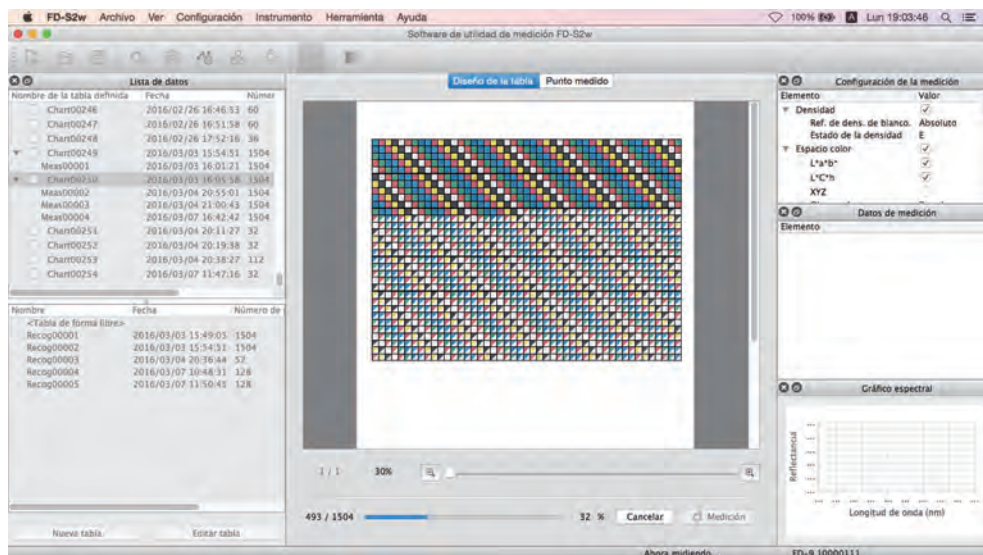 FD-S2w Archivo Ver Configuración Instrumento Herramienta Ayuda 100% A Lun 19:03:46
Software de utilidad de medición FD-S2w
Lista de datos
Nombre de la tabla definida Fecha Númer
Chart00246 2016/02/26 16:46:53 60
Chart00247 2016/02/26 16:51:58 60
Chart00248 2016/02/26 17:52:16 36
Chart00249 2016/03/03 15:54:51 1504
Meas00001 2016/03/03 16:01:21 1504
Chart00250 2016/03/03 16:05:58 1504
Meas00002 2016/03/04 20:55:01 1504
Meas00003 2016/03/04 21:00:43 1504
Meas00004 2016/03/07 16:42:42 1504
Chart00251 2016/03/04 20:11:27 32
Chart00252 2016/03/04 20:19:38 32
Chart00253 2016/03/04 20:38:27 112
Chart00254 2016/03/07 11:47:16 32
Nombre Fecha Número de
<Tabla de forma libre>
Recog00001 2016/03/03 15:49:05 1504
Recog00002 2016/03/03 15:54:51 1504
Recog00003 2016/03/04 20:36:44 57
Recog00004 2016/03/07 10:48:31 128
Recog00005 2016/03/07 11:50:41 128
Nueva tabla Editar tabla
Diseño de la tabla Punto medido
1 / 1 30%
493 / 1504 32 % Cancelar Medición
Configuración de la medición
Elemento Valor
Densidad
Ref. de dens. de blanco. Absoluto
Estado de la densidad E
Espacio color
L*a*b*
L*C*h
XYZ
Datos de medición
Elemento
Gráfico espectral
Reflectancia
Longitud de onda (nm)
Ahora midiendo FD-9 10000111